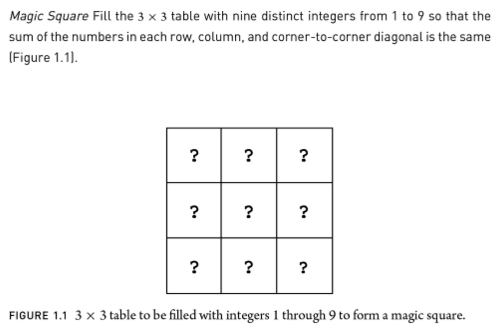 Magic Square Fill the 3 × 3 table with nine distinct integers from 1 to 9 so that the
sum of the numbers in each row, column, and corner-to-corner diagonal is the same
(Figure 1.1).
? ? ?
? ? ?
? ? ?
FIGURE 1.1 3 × 3 table to be filled with integers 1 through 9 to form a magic square.